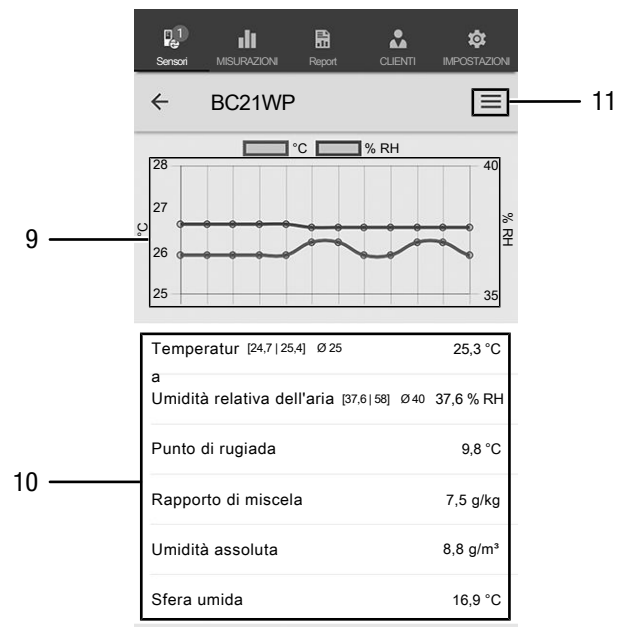 1
Sensori MISURAZIONI Report CLIENTI IMPOSTAZIONI
BC21WP
11
°C % RH
28 40
27
26
25 35
°C
% RH
9
Temperatur [24,7 | 25,4] Ø 25 25,3 °C
a
Umidità relativa dell'aria [37,6 | 58] Ø 40 37,6 % RH
Punto di rugiada 9,8 °C
10
Rapporto di miscela 7,5 g/kg
Umidità assoluta 8,8 g/m³
Sfera umida 16,9 °C